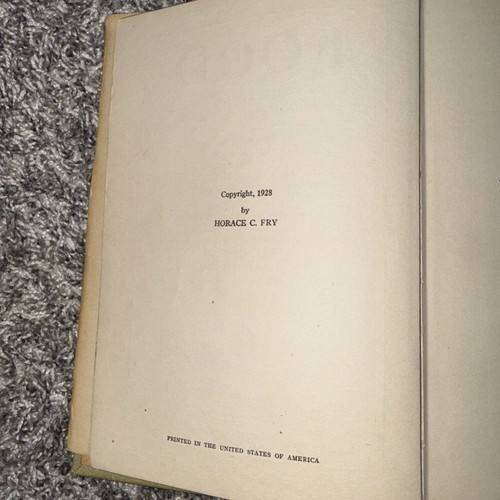 Copyright, 1928
by
HORACE C. FRY
PRINTED IN THE UNITED STATES OF AMERICA